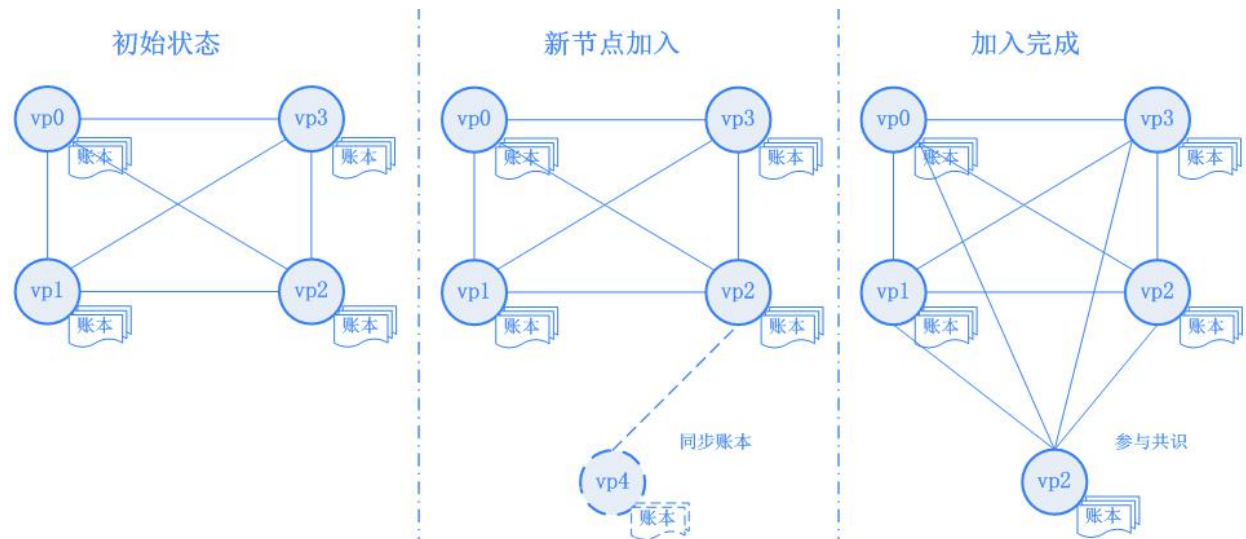 初始状态
新节点加入
加入完成
vp0
vp3
账本
账本
vp1
vp2
账本
账本
vp0
vp3
账本
账本
vp1
vp2
账本
账本
同步账本
vp4
账本
vp0
vp3
账本
账本
vp1
vp2
账本
账本
参与共识
vp2
账本